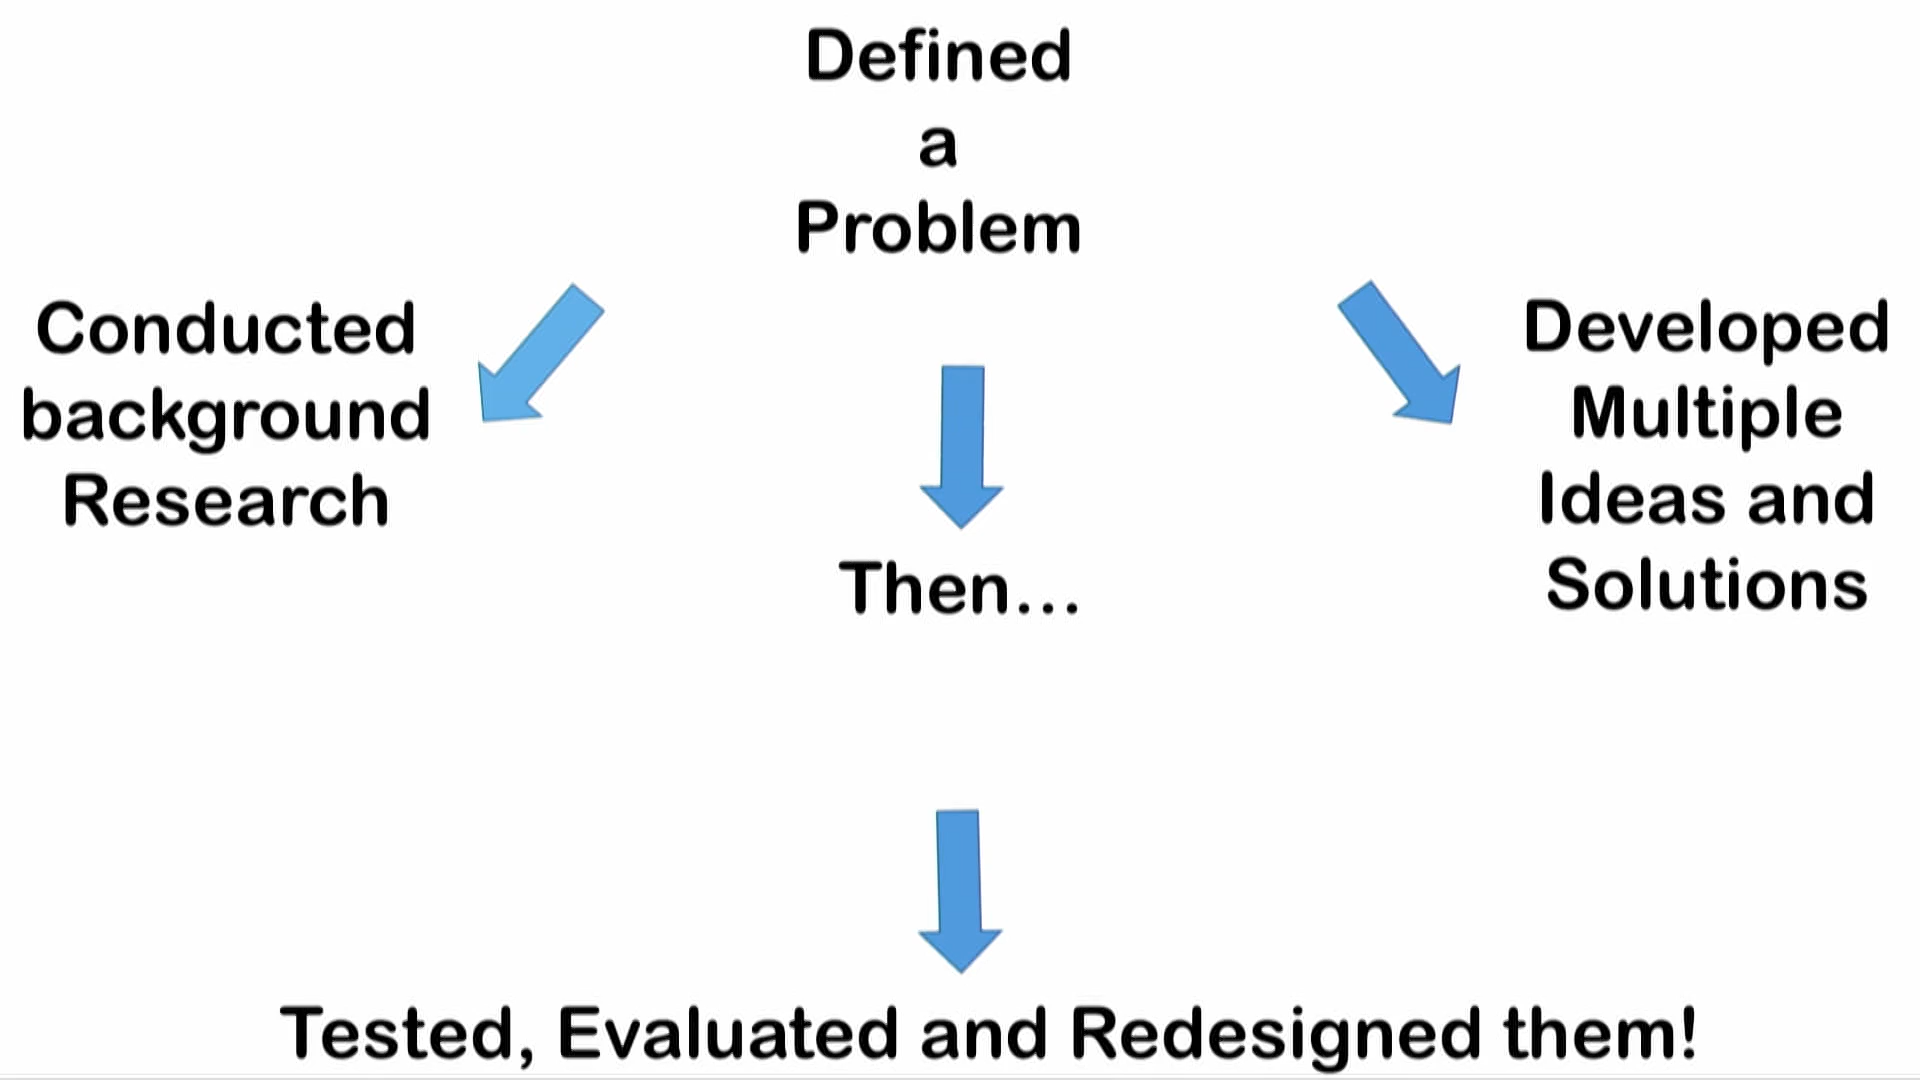 Defined
a
Problem
Conducted
background
Research
Developed
Multiple
Ideas and
Solutions
Then...
Tested, Evaluated and Redesigned them!